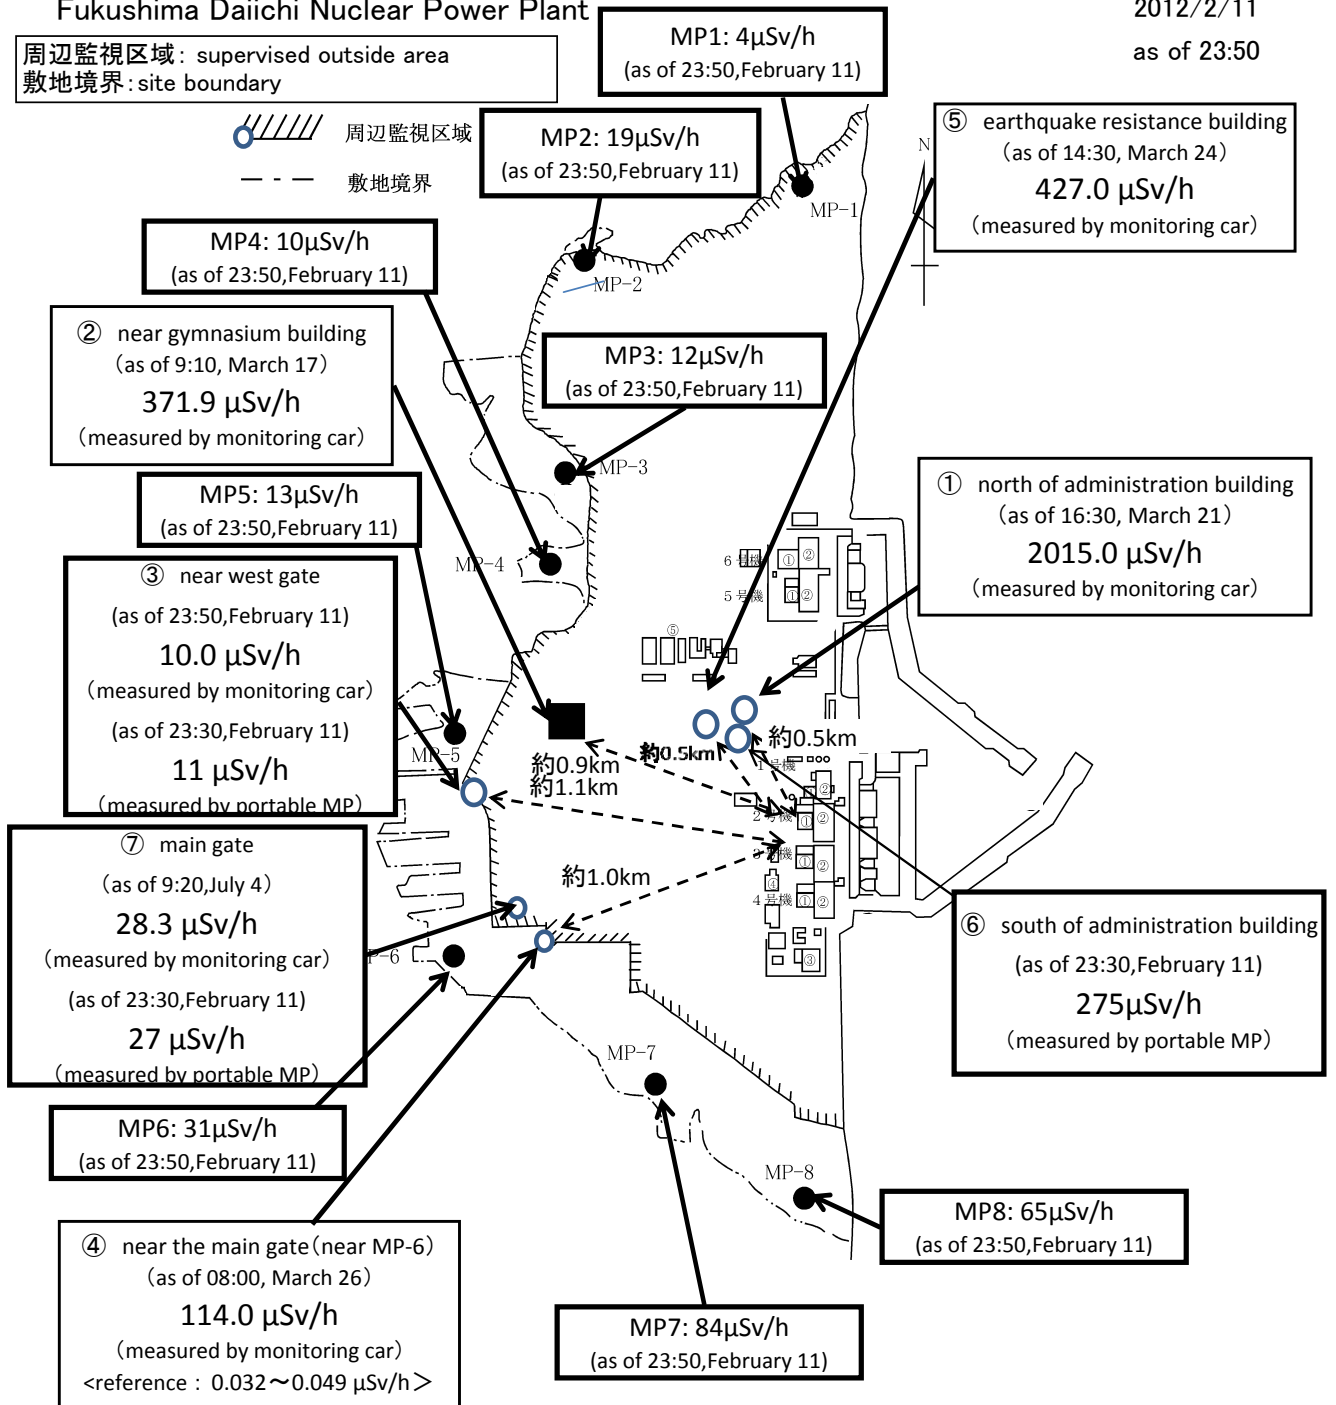 Fukushima Daiichi Nuclear Power Plant
2012/2/11
as of 23:50
周辺監視区域: supervised outside area
敷地境界:site boundary
周辺監視区域
敷地境界
MP1: 4μSv/h
(as of 23:50,February 11)
MP2: 19μSv/h
(as of 23:50,February 11)
⑤ earthquake resistance building
(as of 14:30, March 24)
427.0 μSv/h
(measured by monitoring car)
N
MP-1
MP4: 10μSv/h
(as of 23:50,February 11)
MP-2
② near gymnasium building
(as of 9:10, March 17)
371.9 μSv/h
(measured by monitoring car)
MP3: 12μSv/h
(as of 23:50,February 11)
MP-3
MP5: 13μSv/h
(as of 23:50,February 11)
① north of administration building
(as of 16:30, March 21)
2015.0 μSv/h
(measured by monitoring car)
MP-4
③ near west gate
(as of 23:50,February 11)
10.0 μSv/h
(measured by monitoring car)
(as of 23:30,February 11)
11 μSv/h
(measured by portable MP)
6号機
① ②
5号機
① ②
⑤
MP-5
約0.5km
約0.5km
約0.9km
約1.1km
1号機
②
2号機
① ②
3号機
① ②
④
4号機
① ②
③
約1.0km
⑦ main gate
(as of 9:20,July 4)
28.3 μSv/h
(measured by monitoring car)
(as of 23:30,February 11)
27 μSv/h
(measured by portable MP)
P-6
⑥ south of administration building
(as of 23:30,February 11)
275μSv/h
(measured by portable MP)
MP-7
MP6: 31μSv/h
(as of 23:50,February 11)
MP-8
MP8: 65μSv/h
(as of 23:50,February 11)
④ near the main gate(near MP-6)
(as of 08:00, March 26)
114.0 μSv/h
(measured by monitoring car)
<reference : 0.032～0.049 μSv/h>
MP7: 84μSv/h
(as of 23:50,February 11)